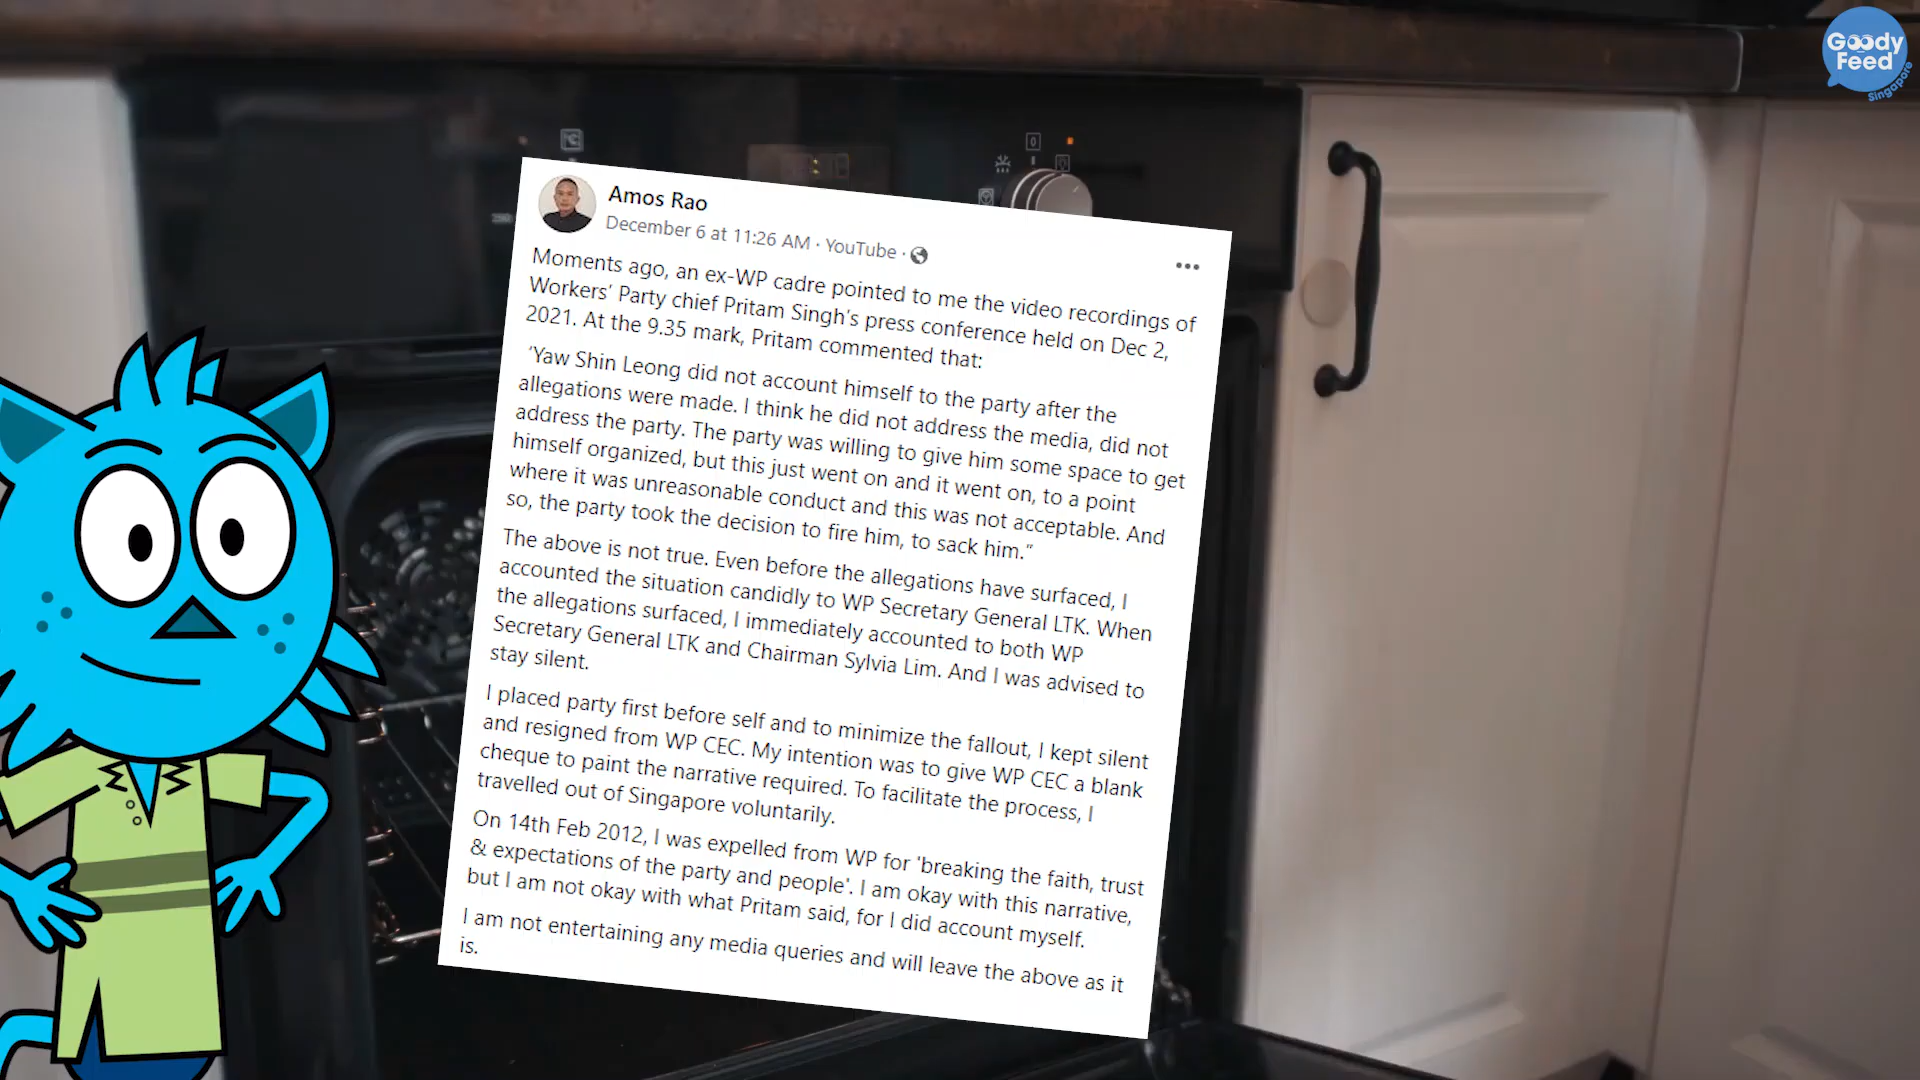 Goody
Feed
Singapore
Amos Rao
December 6 at 11:26 AM · YouTube ·
Moments ago, an ex-WP cadre pointed to me the video recordings of
Workers' Party chief Pritam Singh's press conference held on Dec 2,
2021. At the 9.35 mark, Pritam commented that:
'Yaw Shin Leong did not account himself to the party after the
allegations were made. I think he did not address the media, did not
address the party. The party was willing to give him some space to get
himself organized, but this just went on and it went on, to a point
where it was unreasonable conduct and this was not acceptable. And
so, the party took the decision to fire him, to sack him."
The above is not true. Even before the allegations have surfaced, I
accounted the situation candidly to WP Secretary General LTK. When
the allegations surfaced, I immediately accounted to both WP
Secretary General LTK and Chairman Sylvia Lim. And I was advised to
stay silent.
I placed party first before self and to minimize the fallout, I kept silent
and resigned from WP CEC. My intention was to give WP CEC a blank
cheque to paint the narrative required. To facilitate the process, I
travelled out of Singapore voluntarily.
On 14th Feb 2012, I was expelled from WP for 'breaking the faith, trust
& expectations of the party and people'. I am okay with this narrative,
but I am not okay with what Pritam said, for I did account myself.
I am not entertaining any media queries and will leave the above as it
is.